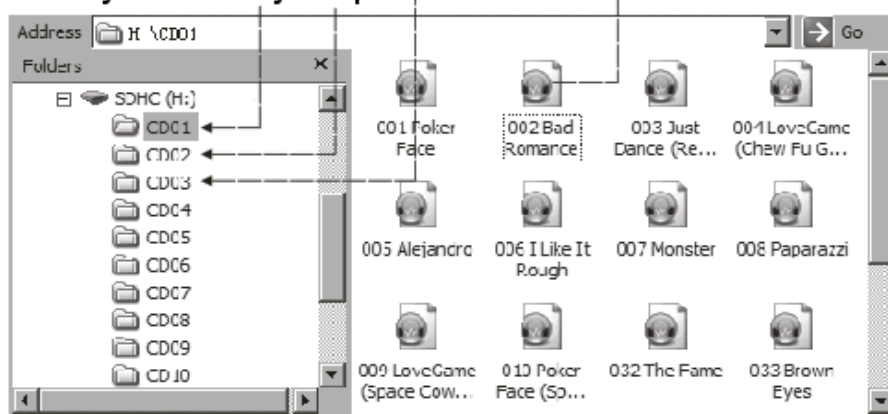 Address H \CD01 Go
Folders
SDHC (H:)
CD01
CD02
CD03
CD04
CD05
CD06
CD07
CD08
CD09
CD10
001 Poker Face
002 Bad Romance
003 Just Dance (Re...
004 LoveGame (Chew Fu G...
005 Alejandro
006 I Like It Rough
007 Monster
008 Paparazzi
009 LoveGame (Space Cow...
010 Poker Face (Sp...
032 The Fame
033 Brown Eyes